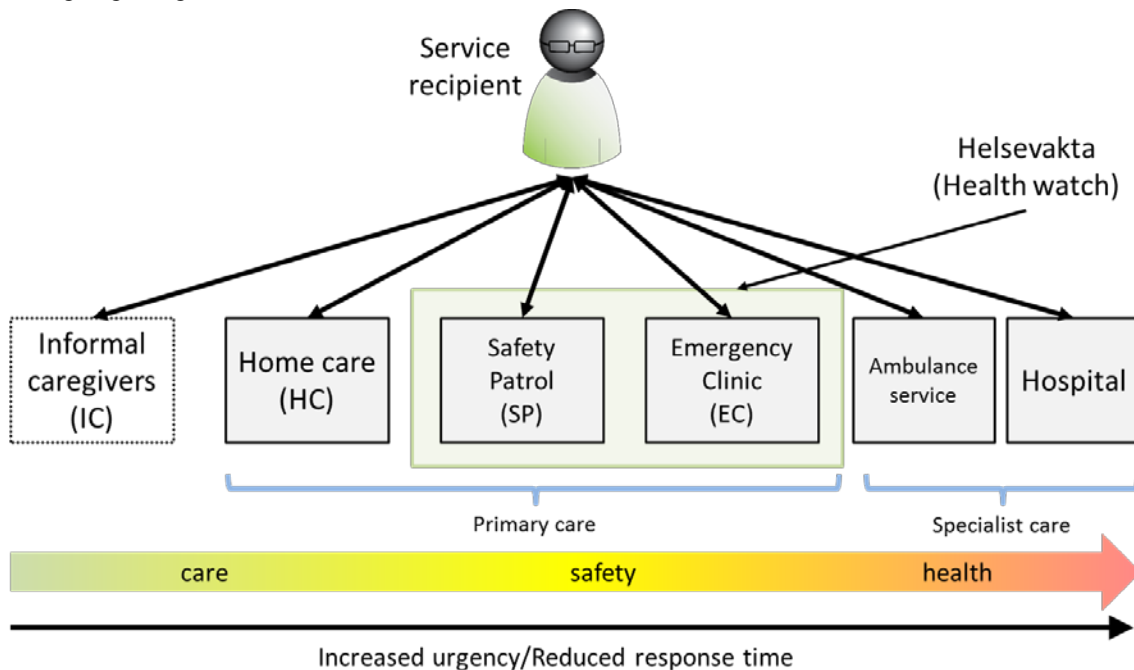 Service
recipient
Helsevakta
(Health watch)
Informal
caregivers
(IC)
Home care
(HC)
Safety
Patrol
(SP)
Emergency
Clinic
(EC)
Ambulance
service
Hospital
Primary care
Specialist care
care
safety
health
Increased urgency/Reduced response time